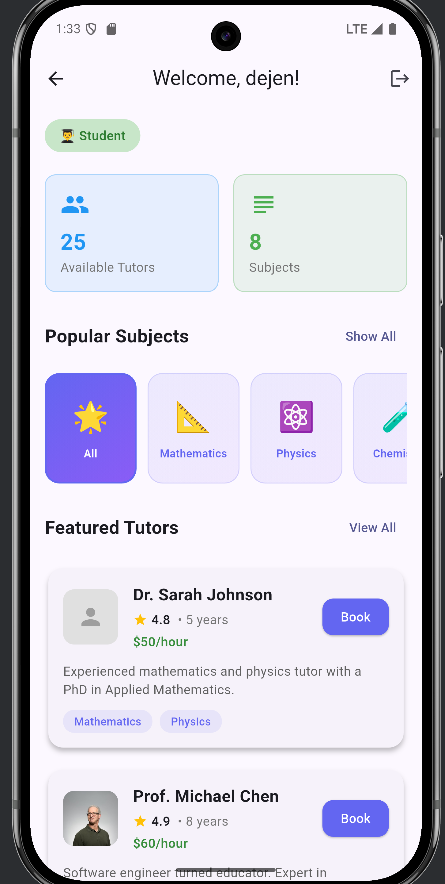 1:33
LTE
Welcome, dejen!
Student
25
Available Tutors
8
Subjects
Popular Subjects
Show All
All
Mathematics
Physics
Chemis
Featured Tutors
View All
Dr. Sarah Johnson
4.8 • 5 years
$50/hour
Book
Experienced mathematics and physics tutor with a
PhD in Applied Mathematics.
Mathematics
Physics
Prof. Michael Chen
4.9 • 8 years
$60/hour
Book
Software engineer turned educator. Expert in